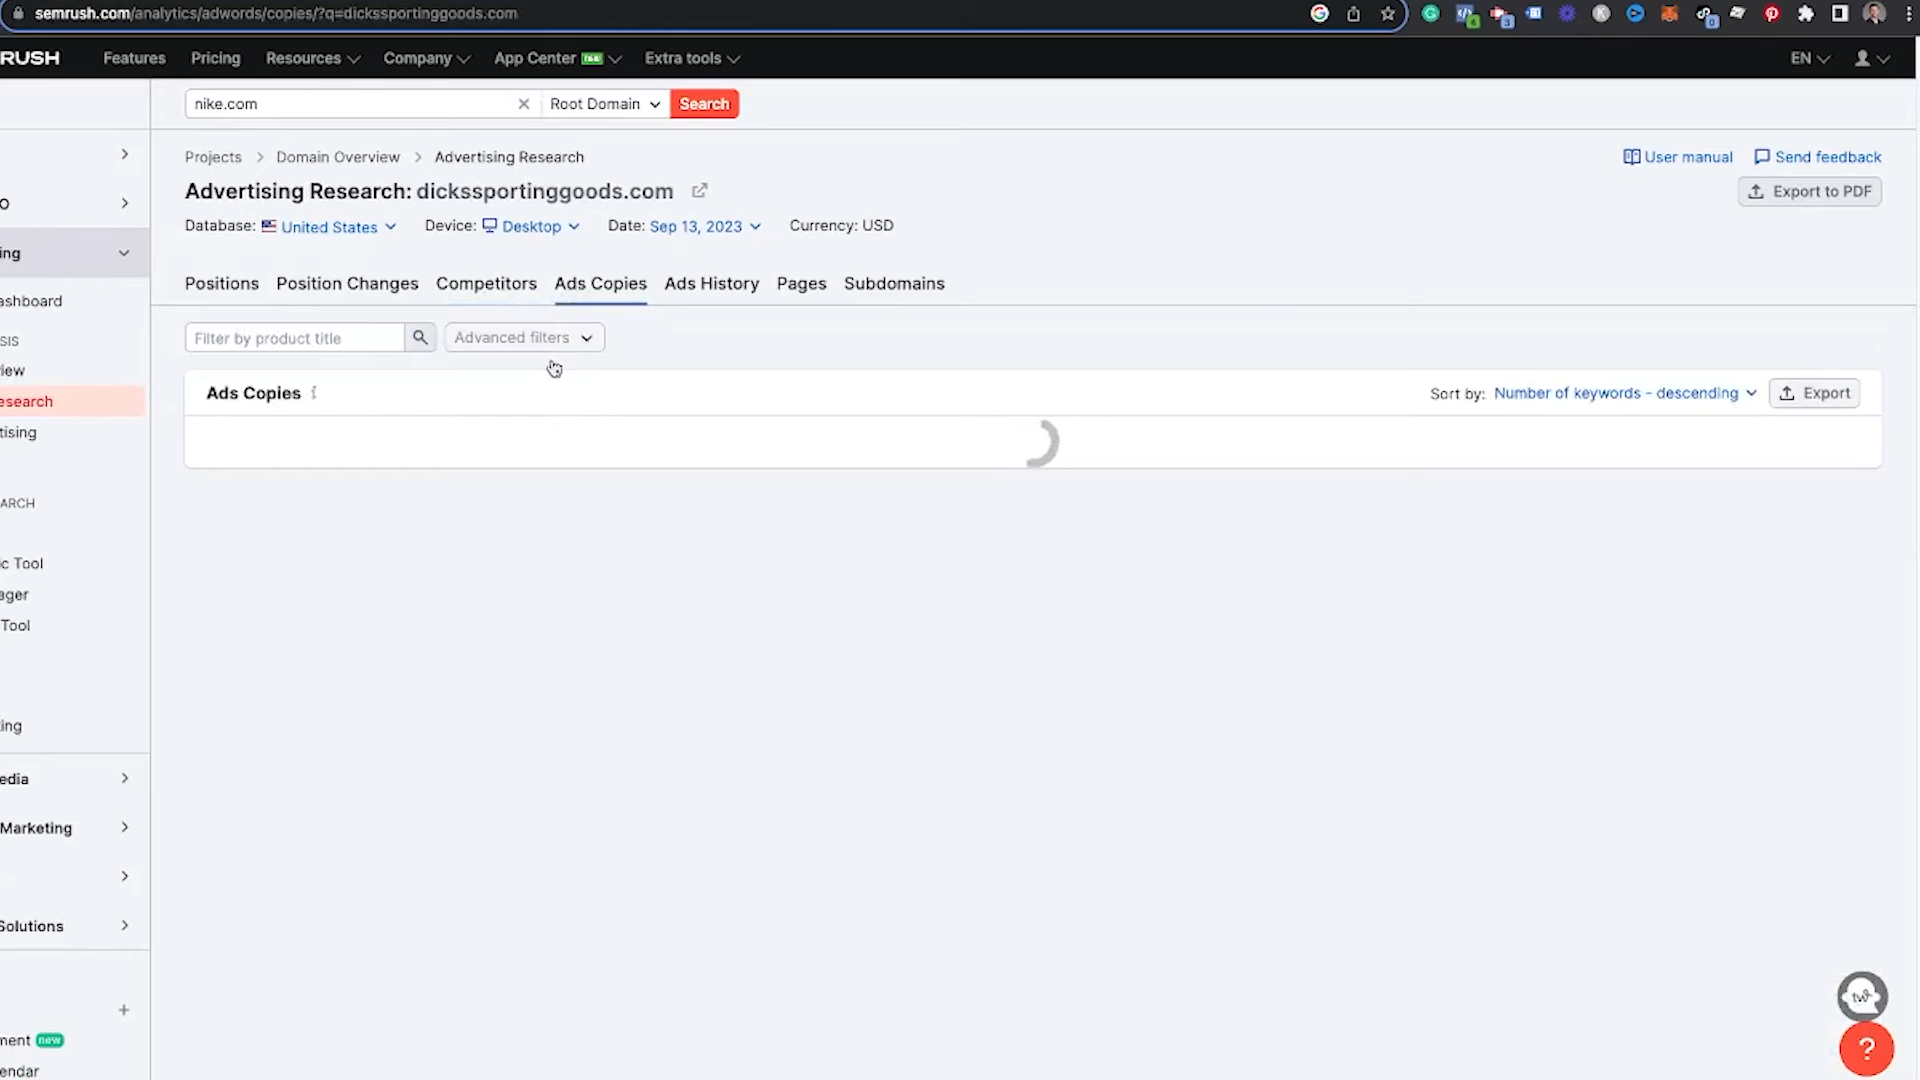 semrush.com/analytics/adwords/copies/?q=dickssportinggoods.com
RUSH
Features
Pricing
Resources
Company
App Center
Extra tools
EN
nike.com
Root Domain
Search
Projects > Domain Overview > Advertising Research
User manual
Send feedback
Advertising Research: dickssportinggoods.com
Export to PDF
Database: United States
Device: Desktop
Date: Sep 13, 2023
Currency: USD
Positions
Position Changes
Competitors
Ads Copies
Ads History
Pages
Subdomains
Filter by product title
Advanced filters
Ads Copies i
Sort by: Number of keywords - descending
Export
O
ing
ashboard
SIS
iew
esearch
tising
ARCH
c Tool
ager
Tool
ing
edia
Marketing
Solutions
ment new
endar
?